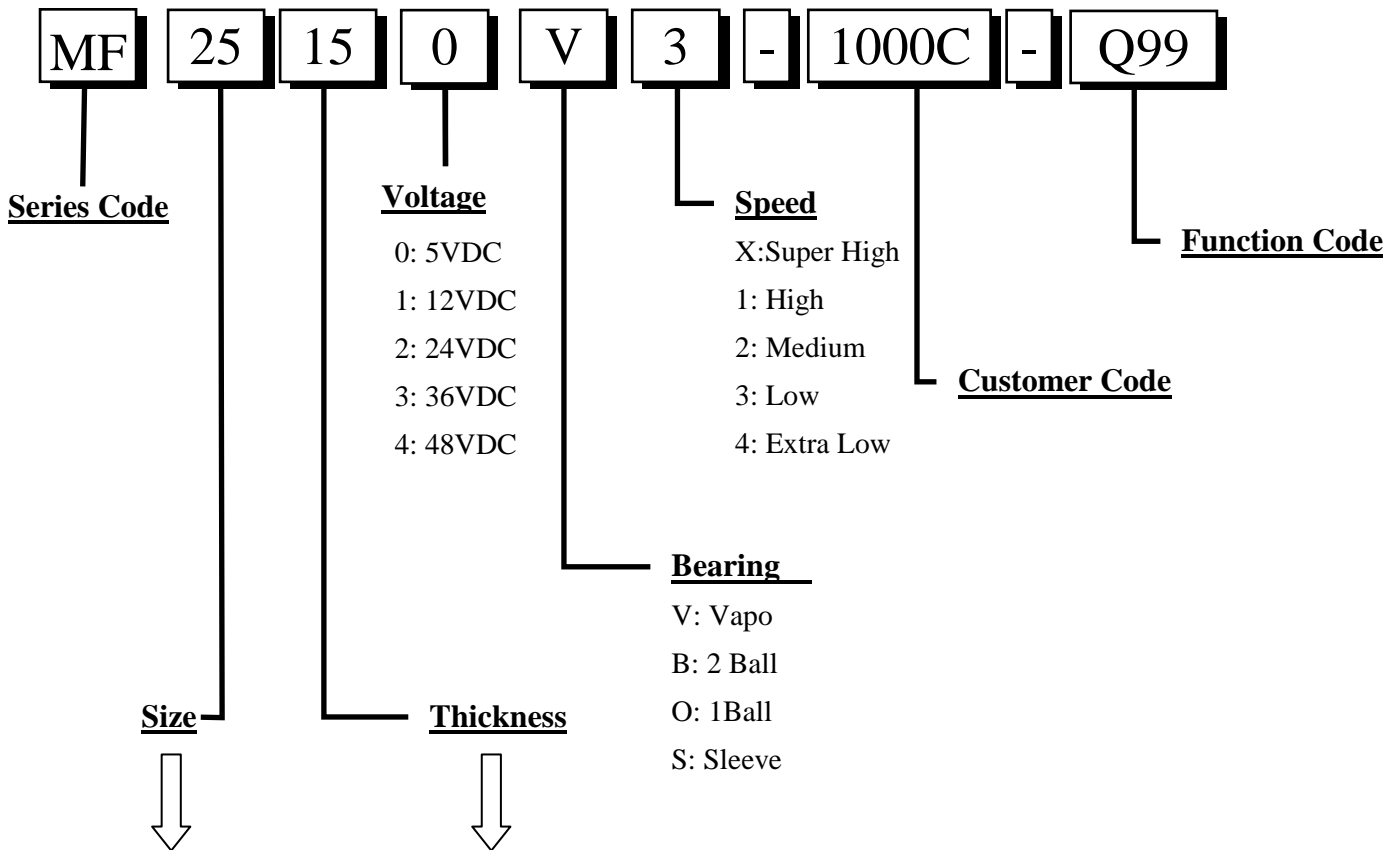 MF 25 15 0 V 3 - 1000C - Q99
Series Code
Voltage
0: 5VDC
1: 12VDC
2: 24VDC
3: 36VDC
4: 48VDC
Speed
X:Super High
1: High
2: Medium
3: Low
4: Extra Low
Function Code
Customer Code
Bearing
V: Vapo
B: 2 Ball
O: 1Ball
S: Sleeve
Size
Thickness